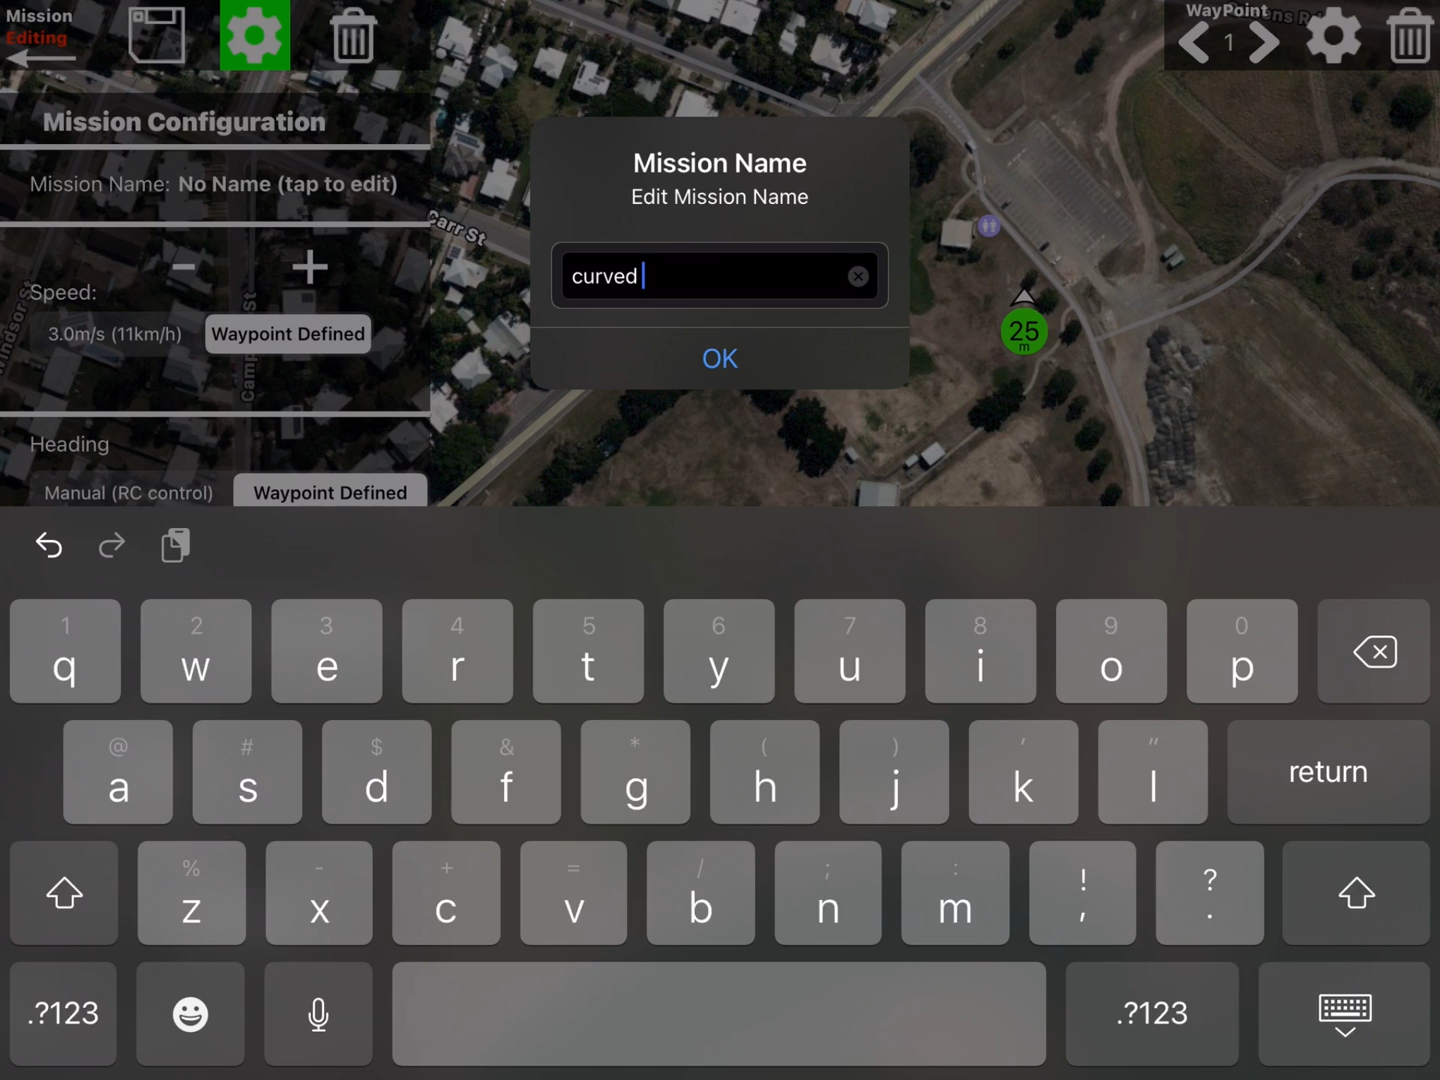 Mission
Editing
WayPoint
1
Mission Configuration
Mission Name: No Name (tap to edit)
Speed:
3.0m/s (11km/h)
Waypoint Defined
Heading
Manual (RC control)
Waypoint Defined
Carr St
Mission Name
Edit Mission Name
curved
OK
25
m
1 2 3 4 5 6 7 8 9 0
q w e r t y u i o p
@ # $ & * ( ) ' "
a s d f g h j k l return
% - + = / ; : ! ?
z x c v b n m , .
.?123 .?123